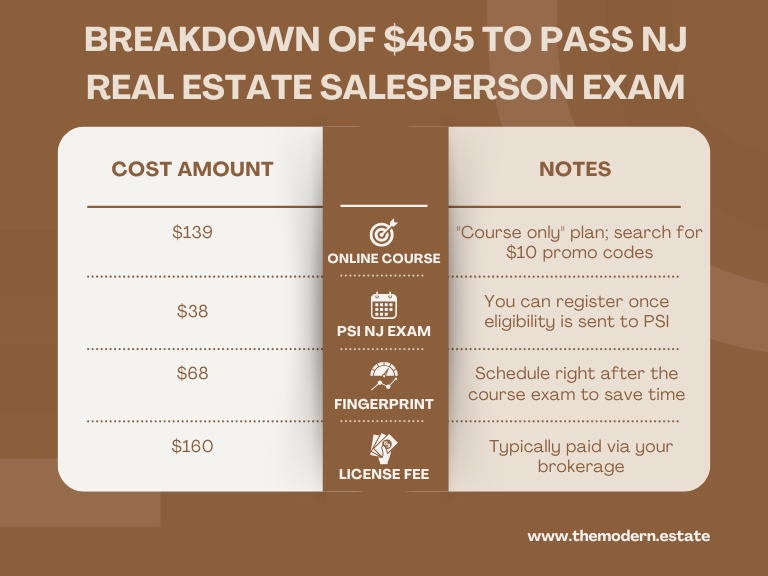 BREAKDOWN OF $405 TO PASS NJ
REAL ESTATE SALESPERSON EXAM
COST AMOUNT
NOTES
$139
ONLINE COURSE
"Course only" plan; search for
$10 promo codes
$38
PSI NJ EXAM
You can register once
eligibility is sent to PSI
$68
FINGERPRINT
Schedule right after the
course exam to save time
$160
LICENSE FEE
Typically paid via your
brokerage
www.themodern.estate